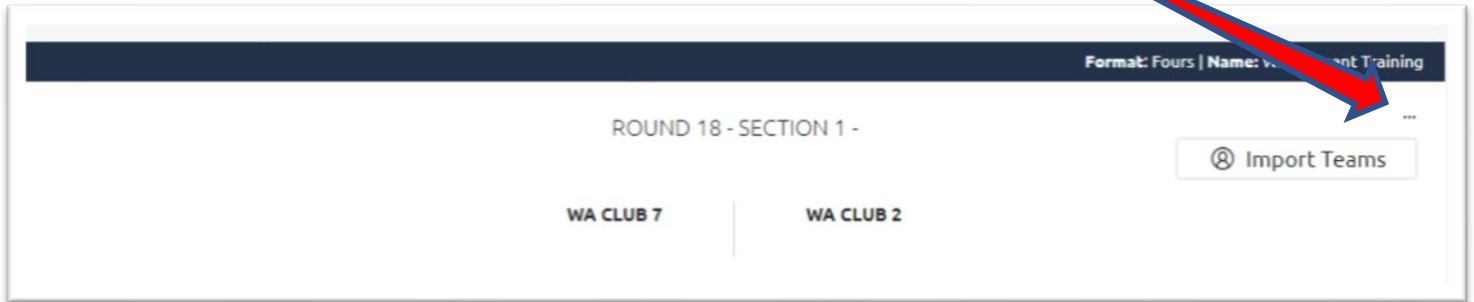 Format: Fours | Name: Training
ROUND 18 - SECTION 1 -
...
Import Teams
WA CLUB 7
WA CLUB 2